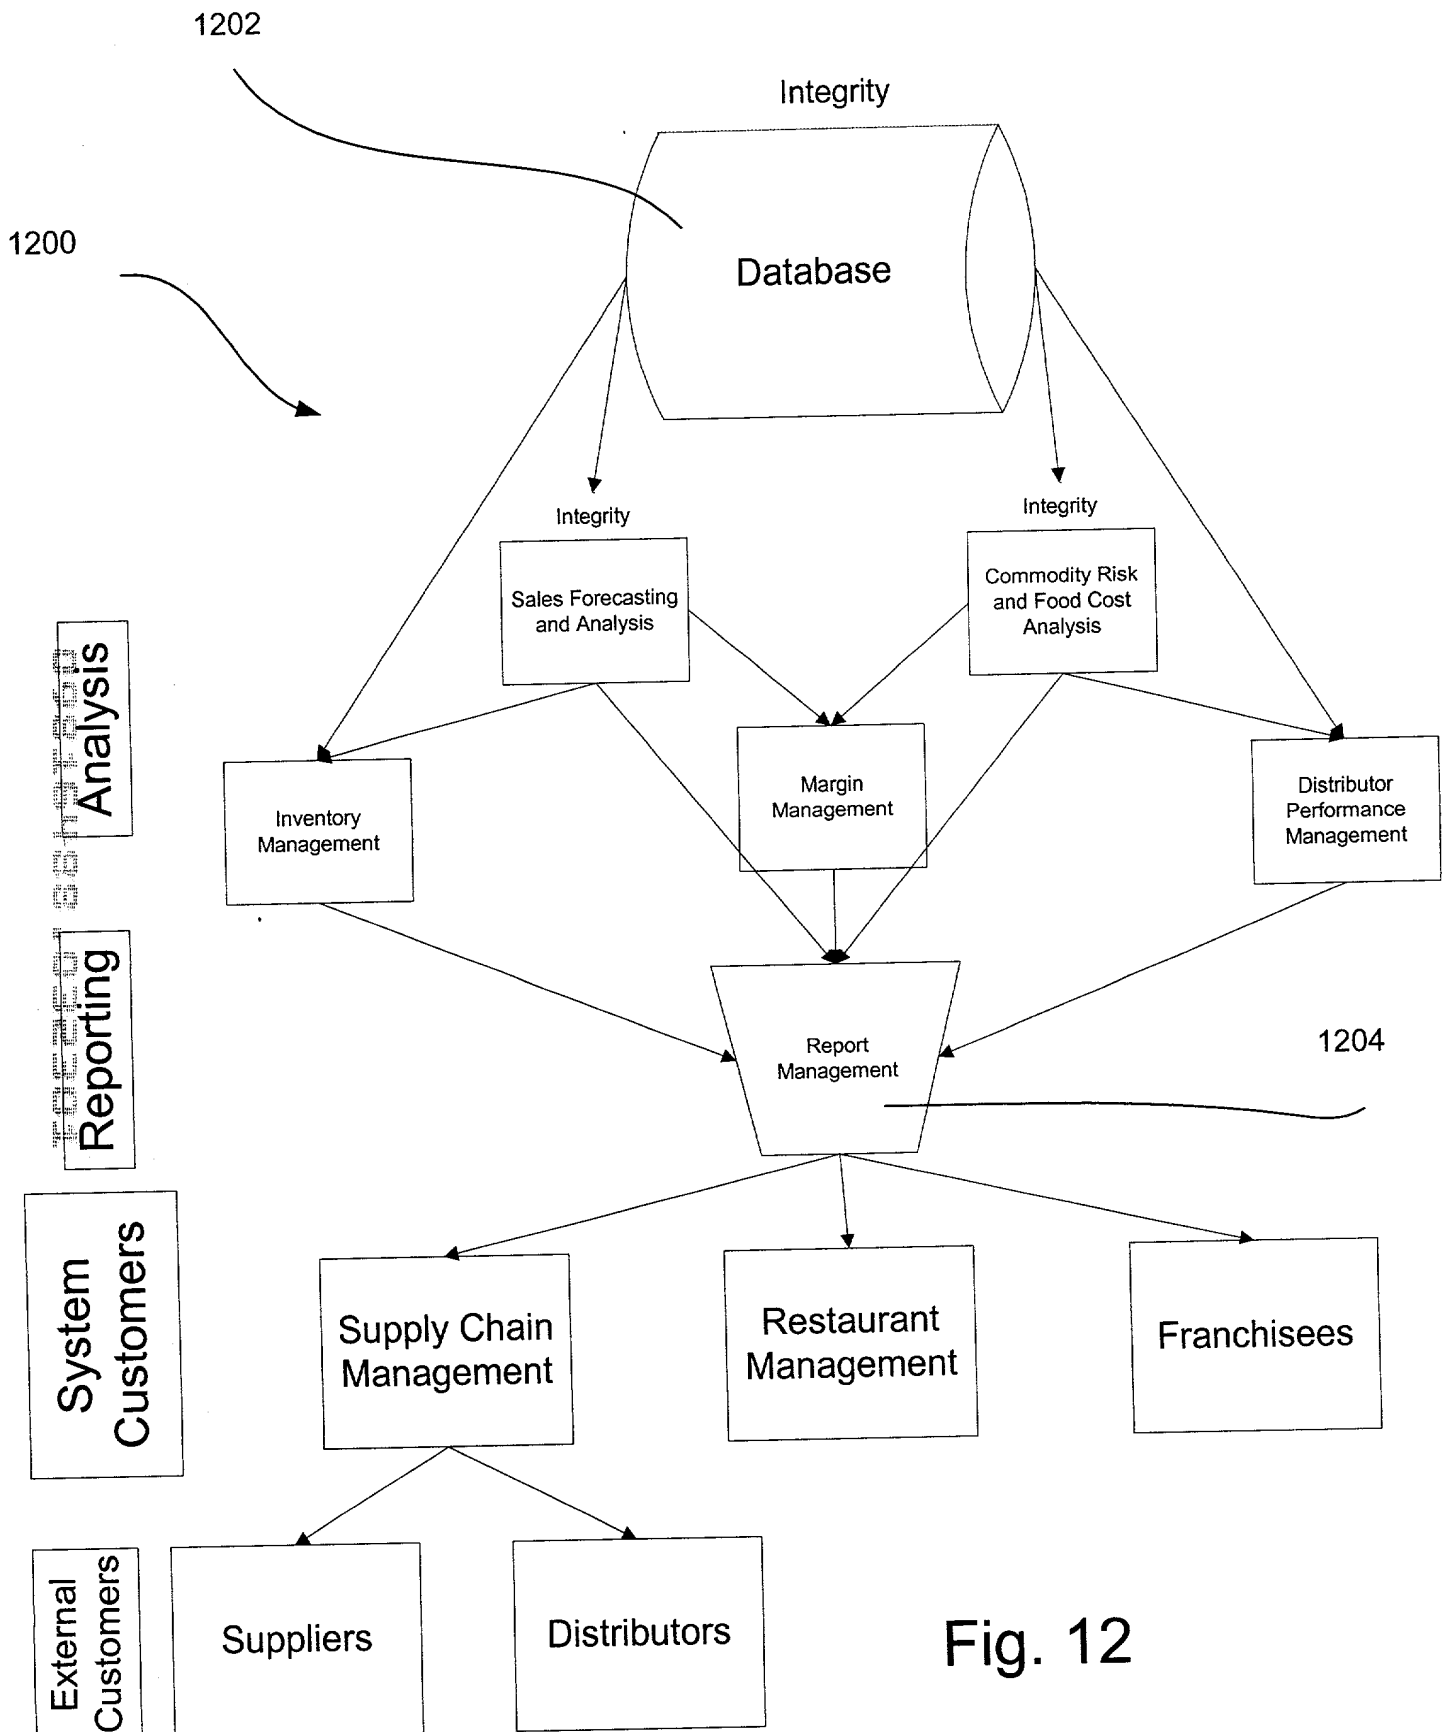 1202
Integrity
1200
Database
Integrity
Integrity
Sales Forecasting
and Analysis
Commodity Risk
and Food Cost
Analysis
Analysis
Inventory
Management
Margin
Management
Distributor
Performance
Management
Reporting
Report
Management
1204
System
Customers
Supply Chain
Management
Restaurant
Management
Franchisees
External
Customers
Suppliers
Distributors
Fig. 12